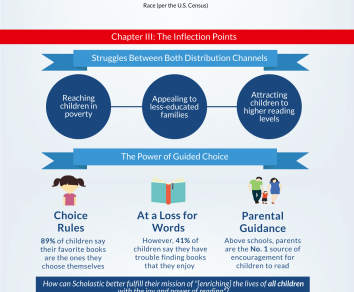 Race (per the U.S. Census)
Chapter III: The Inflection Points
Struggles Between Both Distribution Channels
Reaching
children in
poverty
Appealing to
less-educated
families
Attracting
children to
higher reading
levels
The Power of Guided Choice
Choice
Rules
89% of children say
their favorite books
are the ones they
choose themselves
At a Loss for
Words
However, 41% of
children say they have
trouble finding books
that they enjoy
Parental
Guidance
Above schools, parents
are the No. 1 source of
encouragement for
children to read
How can Scholastic better fulfill their mission of "[enriching] the lives of all children
with the joy and power of reading"?